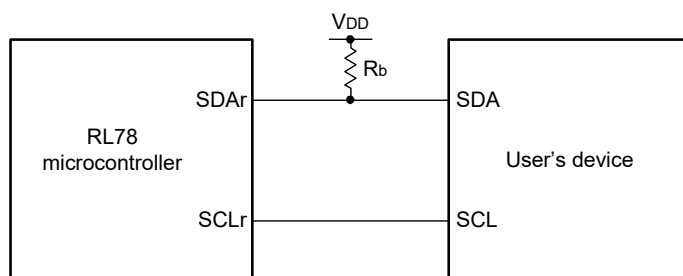 VDD
Rb
SDAr
SDA
RL78
microcontroller
User's device
SCLr
SCL